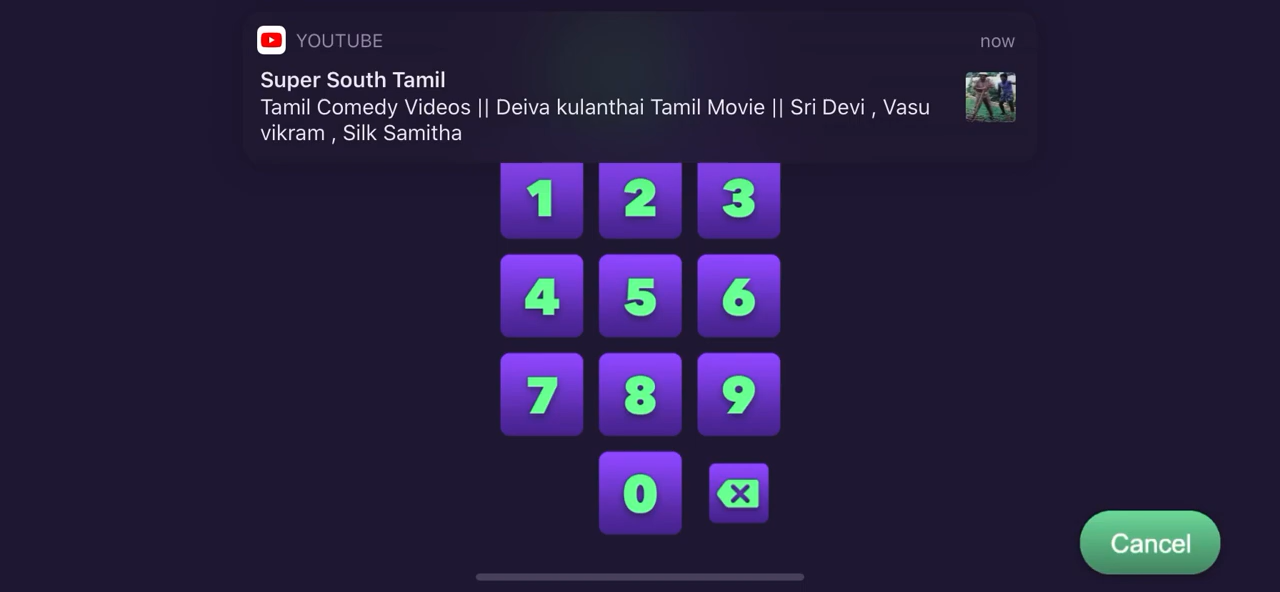 YOUTUBE now
Super South Tamil
Tamil Comedy Videos || Deiva kulanthai Tamil Movie || Sri Devi , Vasu
vikram , Silk Samitha
1 2 3
4 5 6
7 8 9
0
Cancel